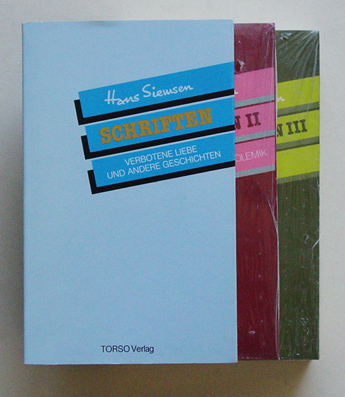 Hans Siemsen
SCHRIFTEN
VERBOTENE LIEBE
UND ANDERE GESCHICHTEN
TORSO Verlag
N II
OLEMIK
N III